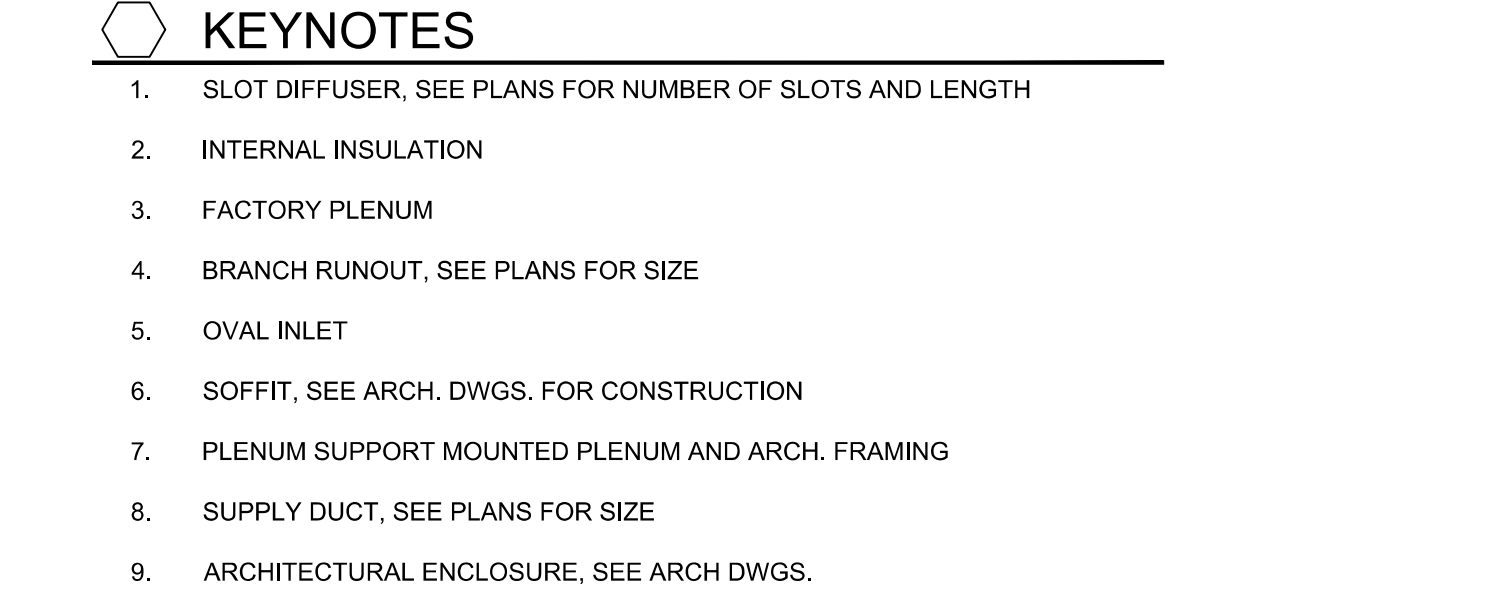 KEYNOTES
1. SLOT DIFFUSER, SEE PLANS FOR NUMBER OF SLOTS AND LENGTH
2. INTERNAL INSULATION
3. FACTORY PLENUM
4. BRANCH RUNOUT, SEE PLANS FOR SIZE
5. OVAL INLET
6. SOFFIT, SEE ARCH. DWGS. FOR CONSTRUCTION
7. PLENUM SUPPORT MOUNTED PLENUM AND ARCH. FRAMING
8. SUPPLY DUCT, SEE PLANS FOR SIZE
9. ARCHITECTURAL ENCLOSURE, SEE ARCH DWGS.